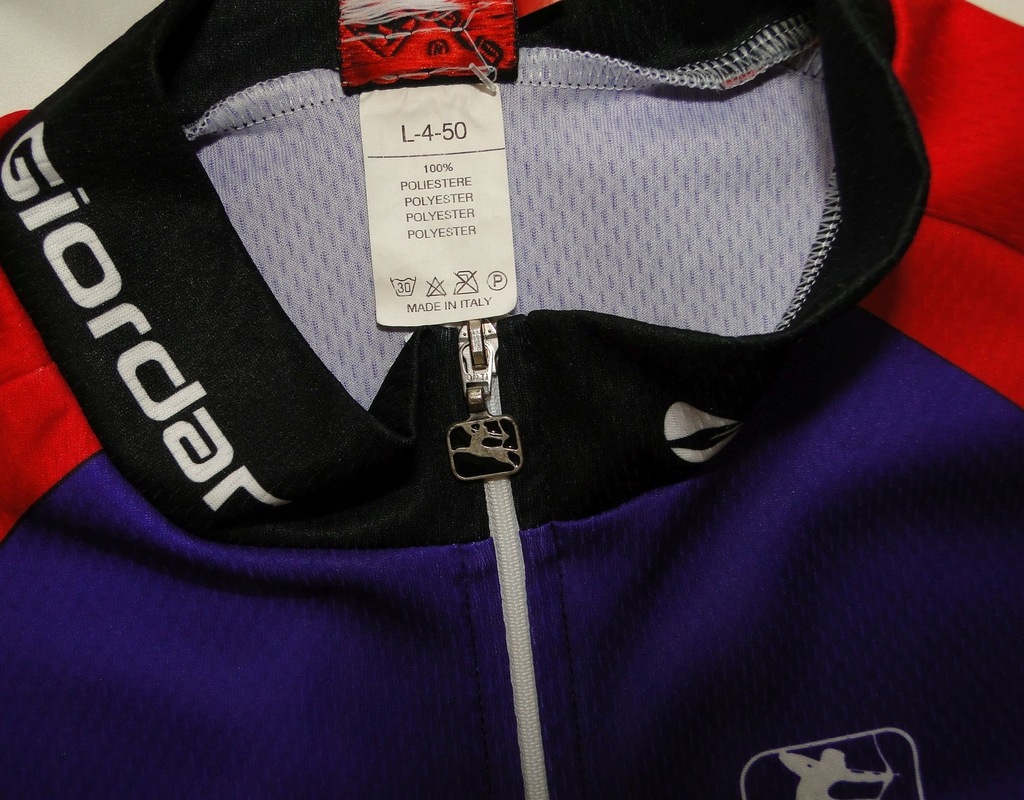 L-4-50
100%
POLIESTERE
POLYESTER
POLYESTER
POLYESTER
30 P
MADE IN ITALY
Giordan